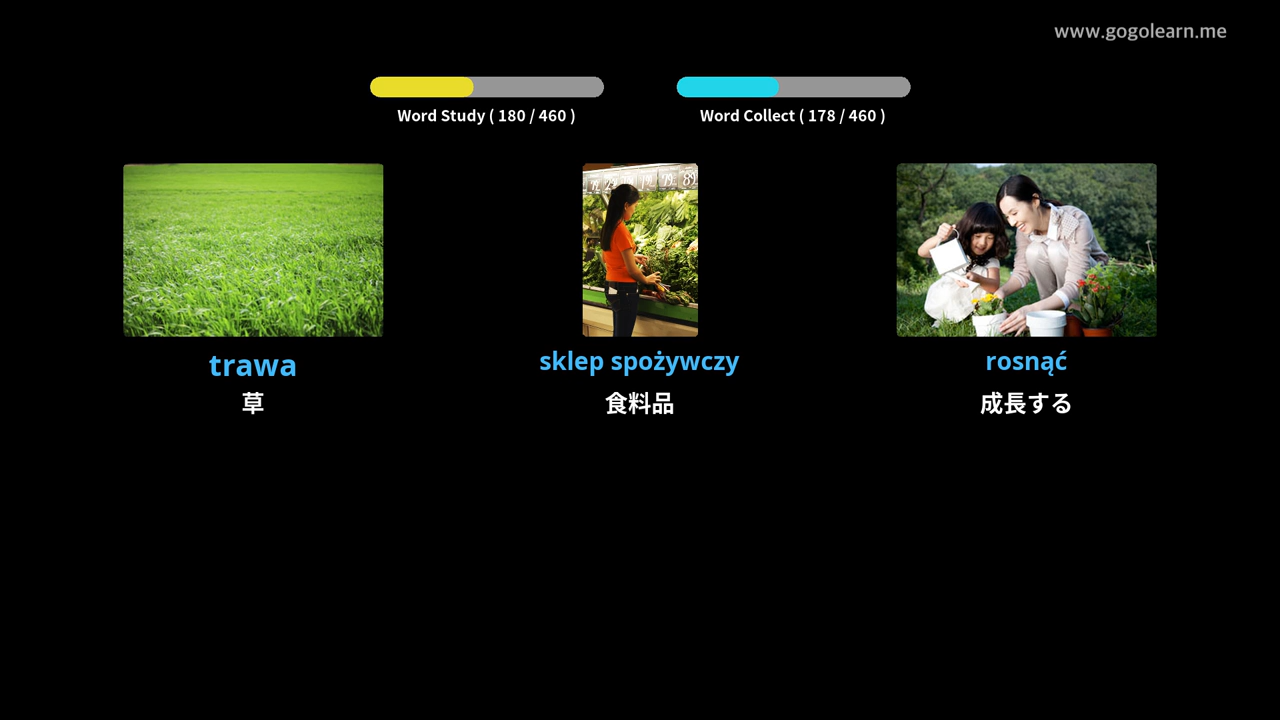 www.gogolearn.me
Word Study ( 180 / 460 )
Word Collect ( 178 / 460 )
trawa
草
sklep spożywczy
食料品
rosnąć
成長する